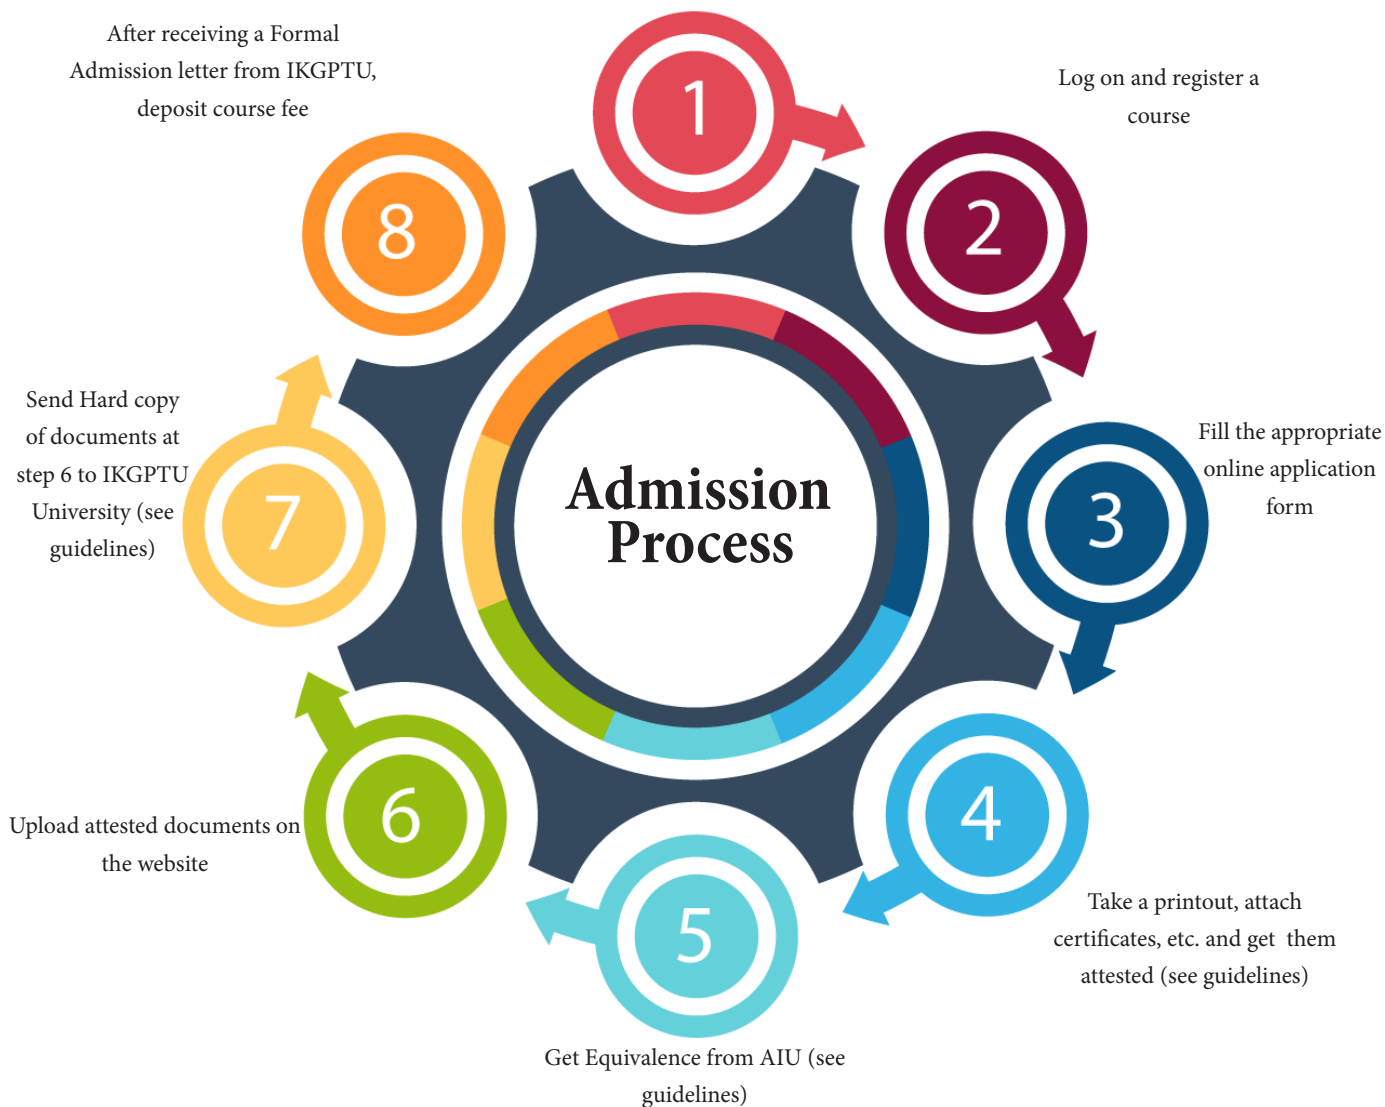 After receiving a Formal
Admission letter from IKGPTU,
deposit course fee
1
Log on and register a
course
2
8
Send Hard copy
of documents at
step 6 to IKGPTU
University (see
guidelines)
7
Admission
Process
3
Fill the appropriate
online application
form
Upload attested documents on
the website
6
4
Take a printout, attach
certificates, etc. and get  them
attested (see guidelines)
5
Get Equivalence from AIU (see
guidelines)